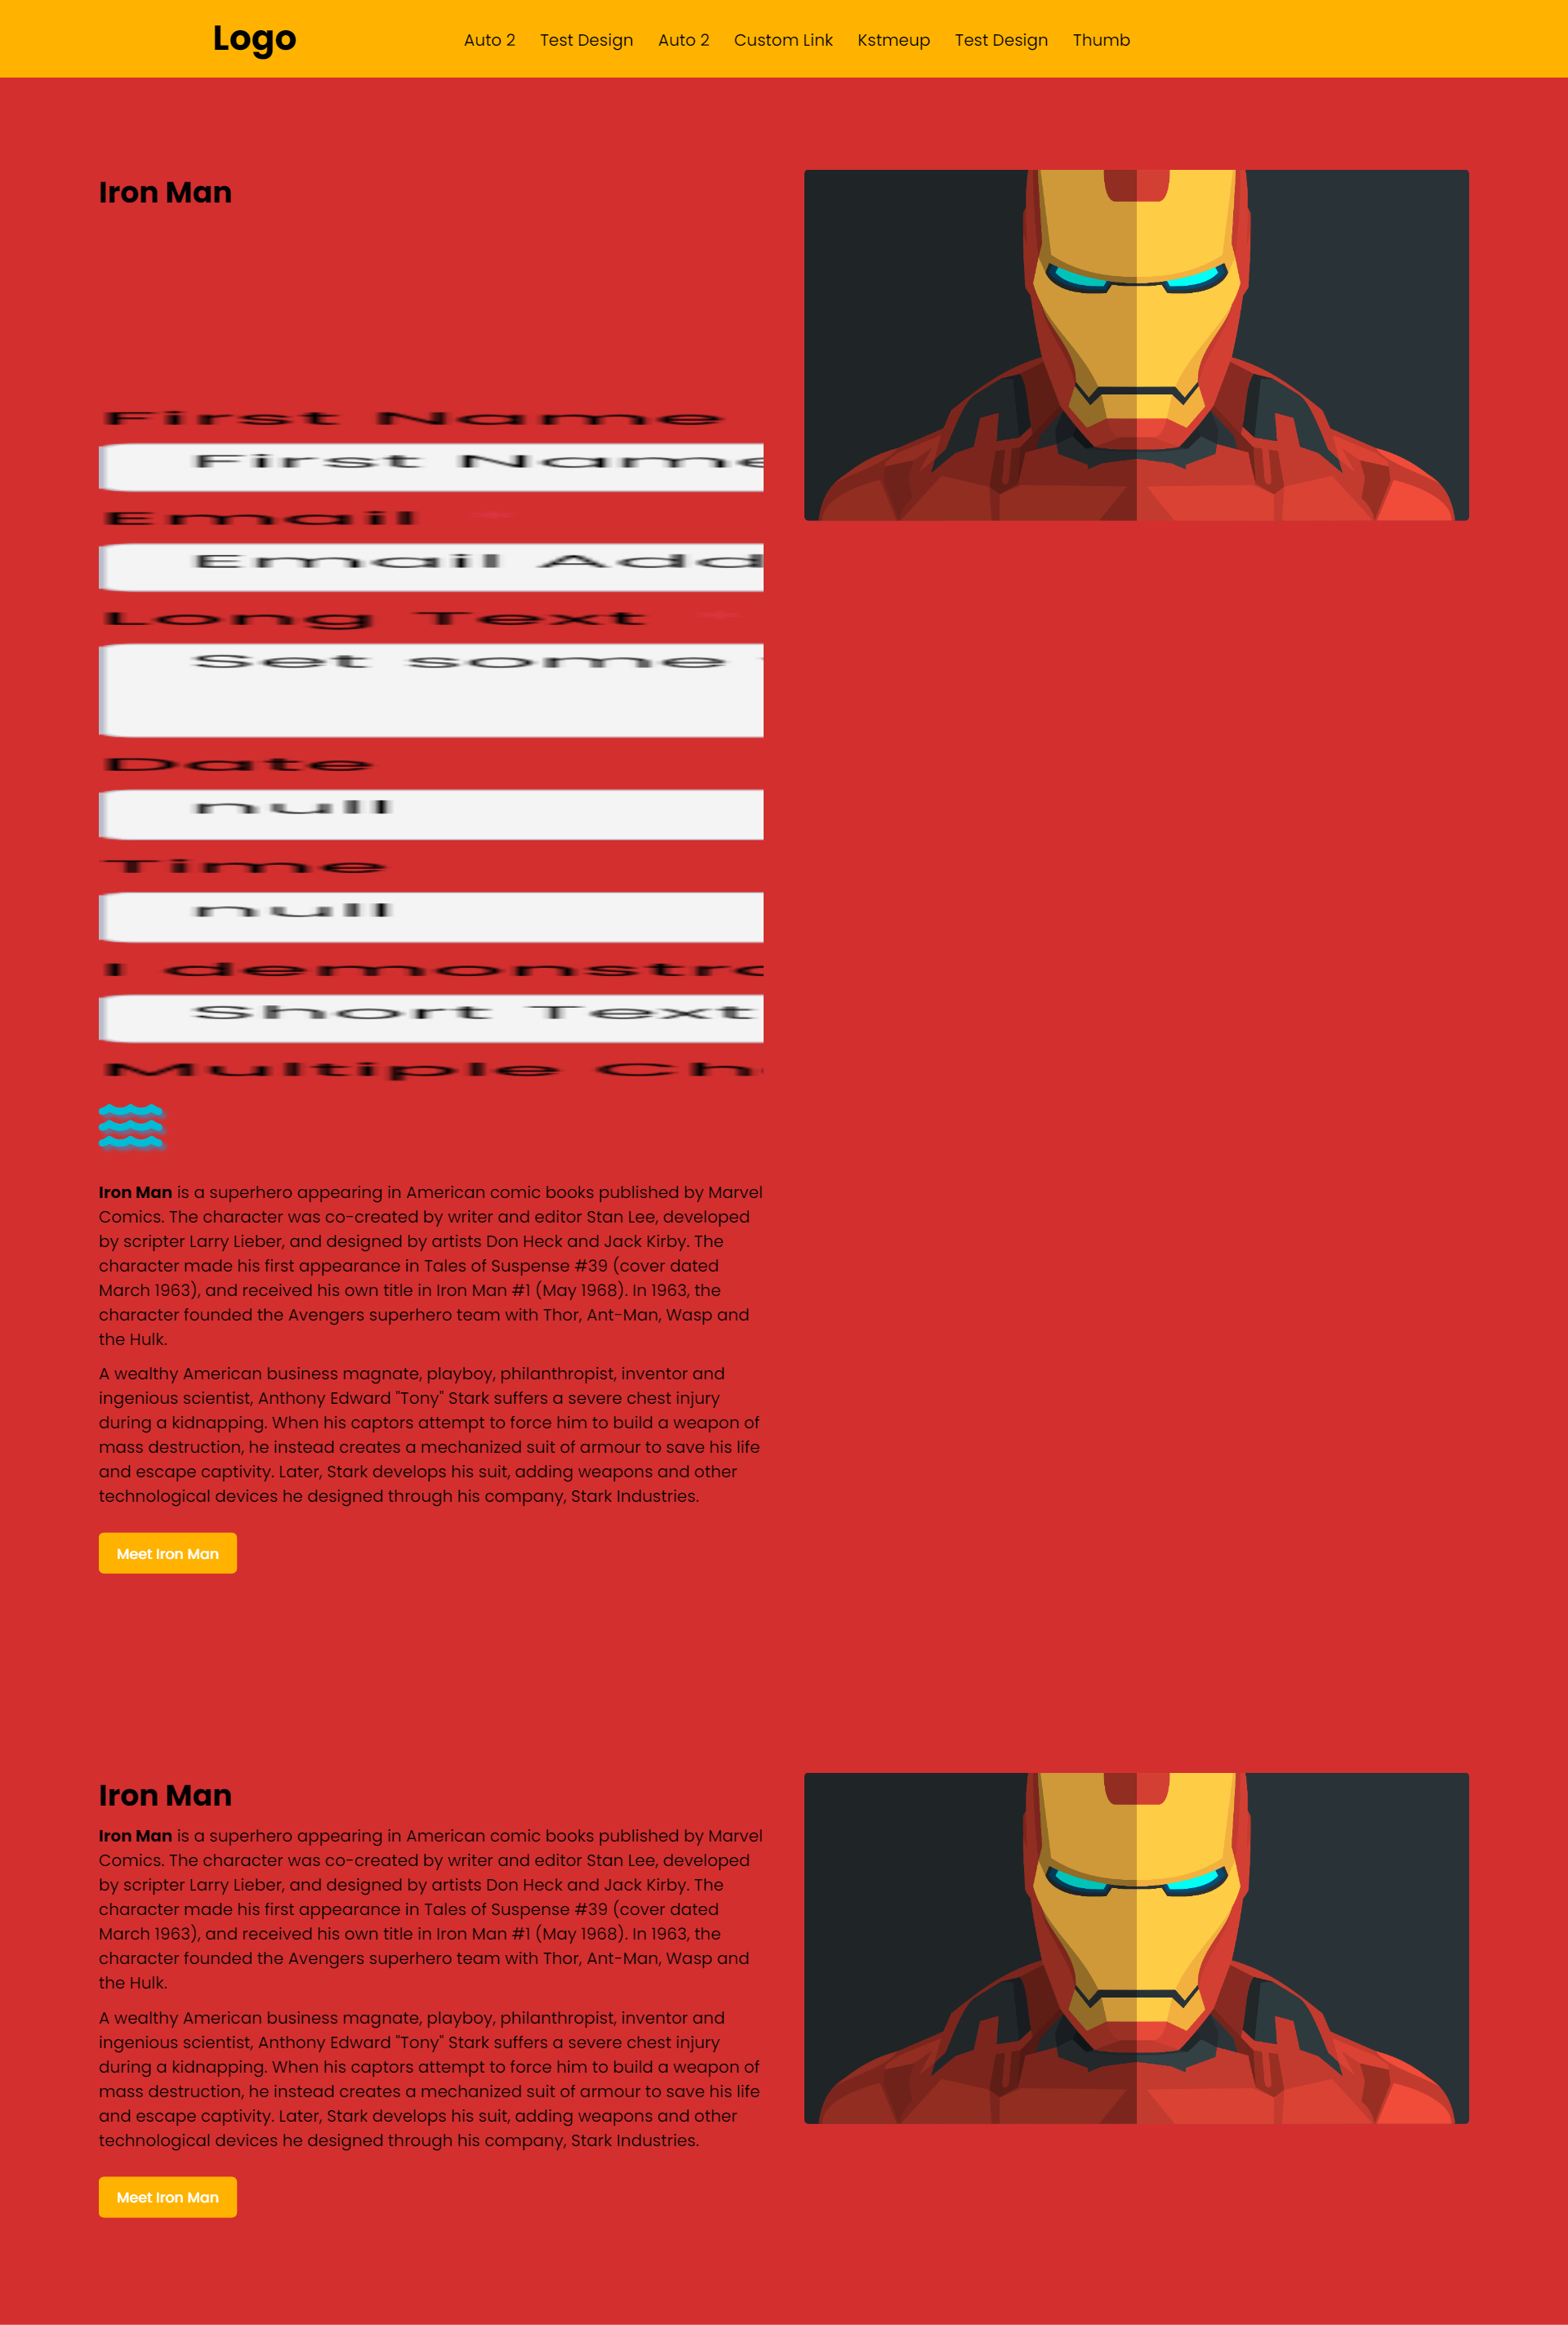 Logo
Auto 2 Test Design Auto 2 Custom Link Kstmeup Test Design Thumb
Iron Man
First Name
First Name
Email *
Email Add
Long Text *
Set some
Date
null
Time
null
I demonstra
Short Text
Multiple Cho
Iron Man is a superhero appearing in American comic books published by Marvel
Comics. The character was co-created by writer and editor Stan Lee, developed
by scripter Larry Lieber, and designed by artists Don Heck and Jack Kirby. The
character made his first appearance in Tales of Suspense #39 (cover dated
March 1963), and received his own title in Iron Man #1 (May 1968). In 1963, the
character founded the Avengers superhero team with Thor, Ant-Man, Wasp and
the Hulk.
A wealthy American business magnate, playboy, philanthropist, inventor and
ingenious scientist, Anthony Edward "Tony" Stark suffers a severe chest injury
during a kidnapping. When his captors attempt to force him to build a weapon of
mass destruction, he instead creates a mechanized suit of armour to save his life
and escape captivity. Later, Stark develops his suit, adding weapons and other
technological devices he designed through his company, Stark Industries.
Meet Iron Man
Iron Man
Iron Man is a superhero appearing in American comic books published by Marvel
Comics. The character was co-created by writer and editor Stan Lee, developed
by scripter Larry Lieber, and designed by artists Don Heck and Jack Kirby. The
character made his first appearance in Tales of Suspense #39 (cover dated
March 1963), and received his own title in Iron Man #1 (May 1968). In 1963, the
character founded the Avengers superhero team with Thor, Ant-Man, Wasp and
the Hulk.
A wealthy American business magnate, playboy, philanthropist, inventor and
ingenious scientist, Anthony Edward "Tony" Stark suffers a severe chest injury
during a kidnapping. When his captors attempt to force him to build a weapon of
mass destruction, he instead creates a mechanized suit of armour to save his life
and escape captivity. Later, Stark develops his suit, adding weapons and other
technological devices he designed through his company, Stark Industries.
Meet Iron Man